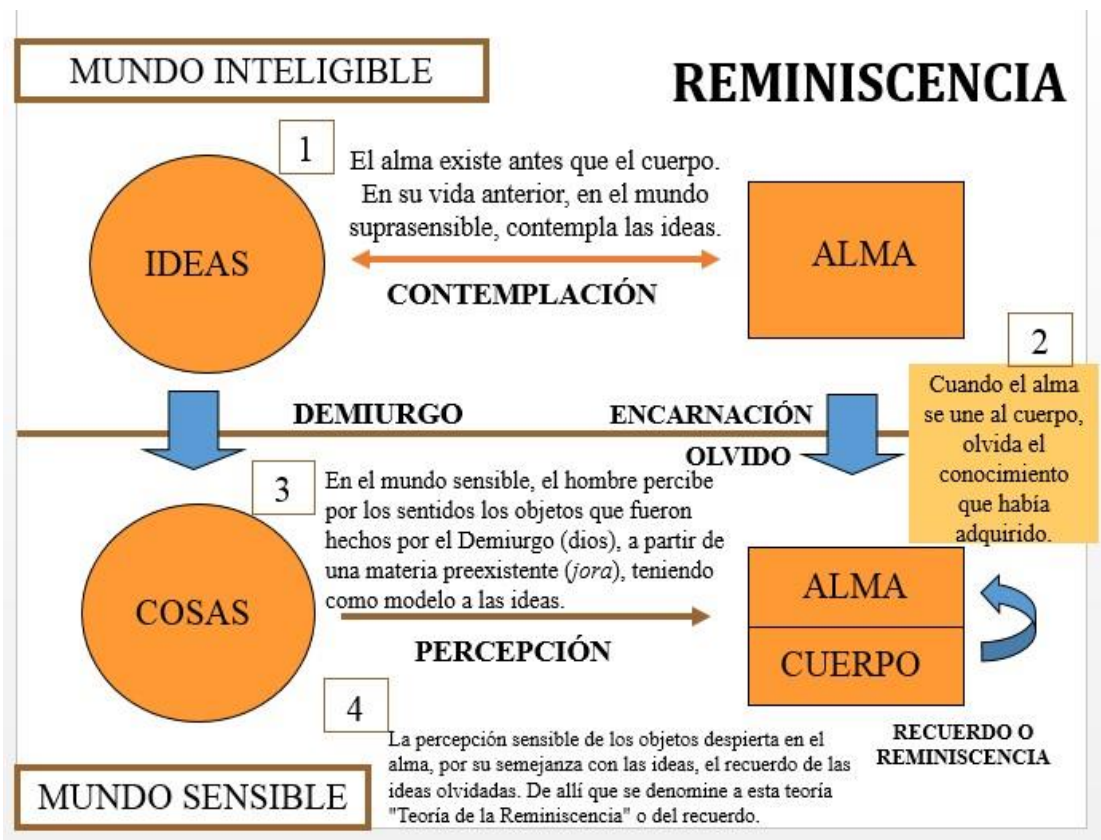 MUNDO INTELIGIBLE
REMINISCENCIA
1
El alma existe antes que el cuerpo.
En su vida anterior, en el mundo
suprasensible, contempla las ideas.
IDEAS
ALMA
CONTEMPLACIÓN
2
Cuando el alma
se une al cuerpo,
olvida el
conocimiento
que había
adquirido.
DEMIURGO
ENCARNACIÓN
OLVIDO
3
En el mundo sensible, el hombre percibe
por los sentidos los objetos que fueron
hechos por el Demiurgo (dios), a partir de
una materia preexistente (jora), teniendo
como modelo a las ideas.
COSAS
ALMA
CUERPO
PERCEPCIÓN
4
La percepción sensible de los objetos despierta en el
alma, por su semejanza con las ideas, el recuerdo de las
ideas olvidadas. De allí que se denomine a esta teoría
"Teoría de la Reminiscencia" o del recuerdo.
RECUERDO O
REMINISCENCIA
MUNDO SENSIBLE